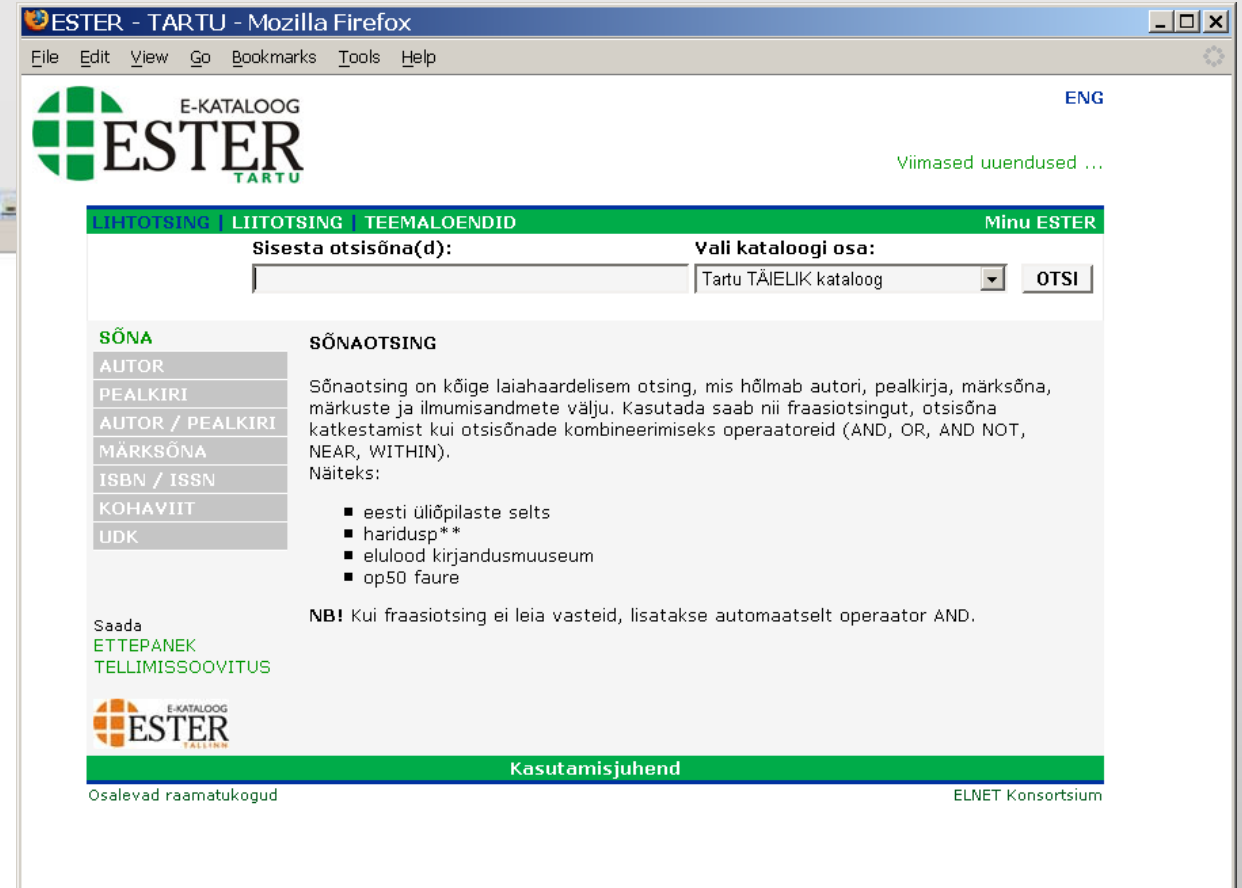 ESTER - TARTU - Mozilla Firefox
File Edit View Go Bookmarks Tools Help
E-KATALOOG
ESTER
TARTU
ENG
Viimased uuendused ...
LIHTOTSING | LIITOTSING | TEEMALOENDID Minu ESTER
Sisesta otsisõna(d): Vali kataloogi osa:
Tartu TÄIELIK kataloog OTSI
SÕNA
AUTOR
PEALKIRI
AUTOR / PEALKIRI
MÄRKSÕNA
ISBN / ISSN
KOHAVIIT
UDK
SÕNAOTSING
Sõnaotsing on kõige laiahaardelisem otsing, mis hõlmab autori, pealkirja, märksõna,
märkuste ja ilmumisandmete välju. Kasutada saab nii fraasiotsingut, otsisõna
katkestamist kui otsisõnade kombineerimiseks operaatoreid (AND, OR, AND NOT,
NEAR, WITHIN).
Näiteks:
eesti üliõpilaste selts
haridusp**
elulood kirjandusmuuseum
op50 faure
NB! Kui fraasiotsing ei leia vasteid, lisatakse automaatselt operaator AND.
Saada
ETTEPANEK
TELLIMISSOOVITUS
E-KATALOOG
ESTER
TALLINN
Kasutamisjuhend
Osalevad raamatukogud ELNET Konsortsium